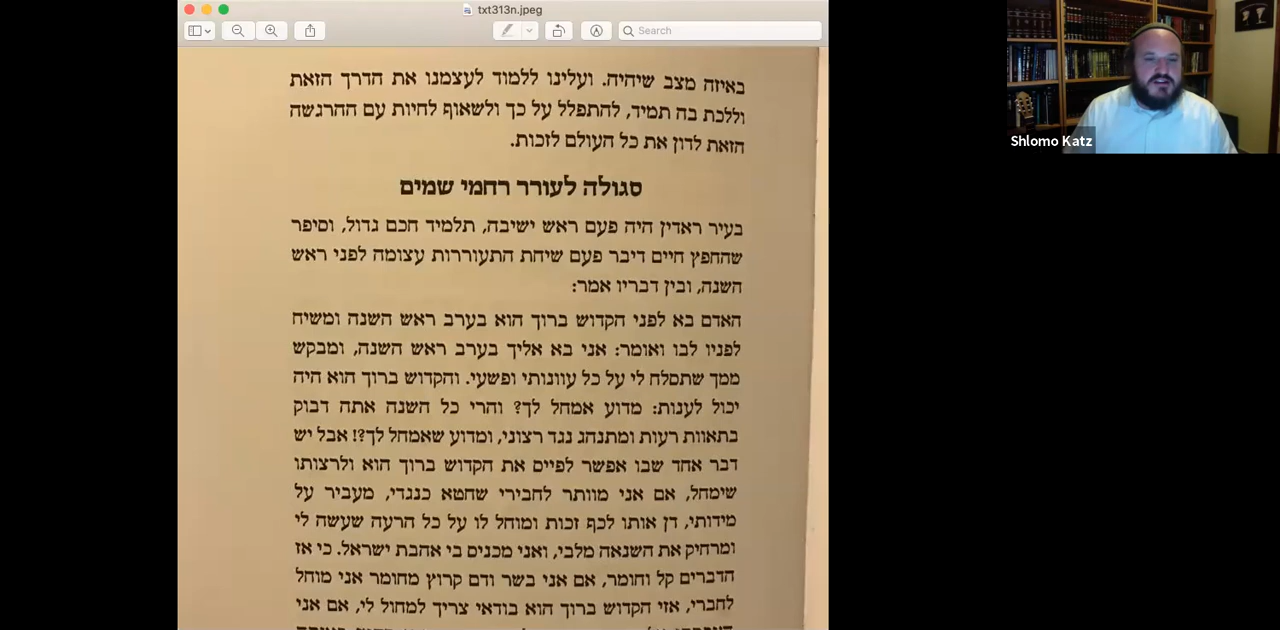 txt313n.jpeg
Search
באיזה מצב שיהיה. ועלינו ללמוד לעצמנו את הדרך הזאת
וללכת בה תמיד, להתפלל על כך ולשאוף לחיות עם ההרגשה
הזאת לדון את כל העולם לזכות.
סגולה לעורר רחמי שמים
בעיר ראדין היה פעם ראש ישיבה, תלמיד חכם גדול, וסיפר
שהחפץ חיים דיבר פעם שיחת התעוררות עצומה לפני ראש
השנה, ובין דבריו אמר:
האדם בא לפני הקדוש ברוך הוא בערב ראש השנה ומשיח
לפניו לבו ואומר: אני בא אליך בערב ראש השנה, ומבקש
ממך שתסלח לי על כל עוונותי ופשעי. והקדוש ברוך הוא היה
יכול לענות: מדוע אמחל לך? והרי כל השנה אתה דבוק
בתאוות רעות ומתנהג נגד רצוני, ומדוע שאמחל לך?! אבל יש
דבר אחד שבו אפשר לפייס את הקדוש ברוך הוא ולרצותו
שימחל, אם אני מוותר לחבירי שחטא כנגדי, מעביר על
מידותי, דן אותו לכף זכות ומוחל לו על כל הרעה שעשה לי
ומרחיק את השנאה מלבי, ואני מכניס בי אהבת ישראל. כי אז
הדברים קל וחומר, אם אני בשר ודם קרוץ מחומר אני מוחל
לחברי, אזי הקדוש ברוך הוא בודאי צריך למחול לי, אם אני
Shlomo Katz